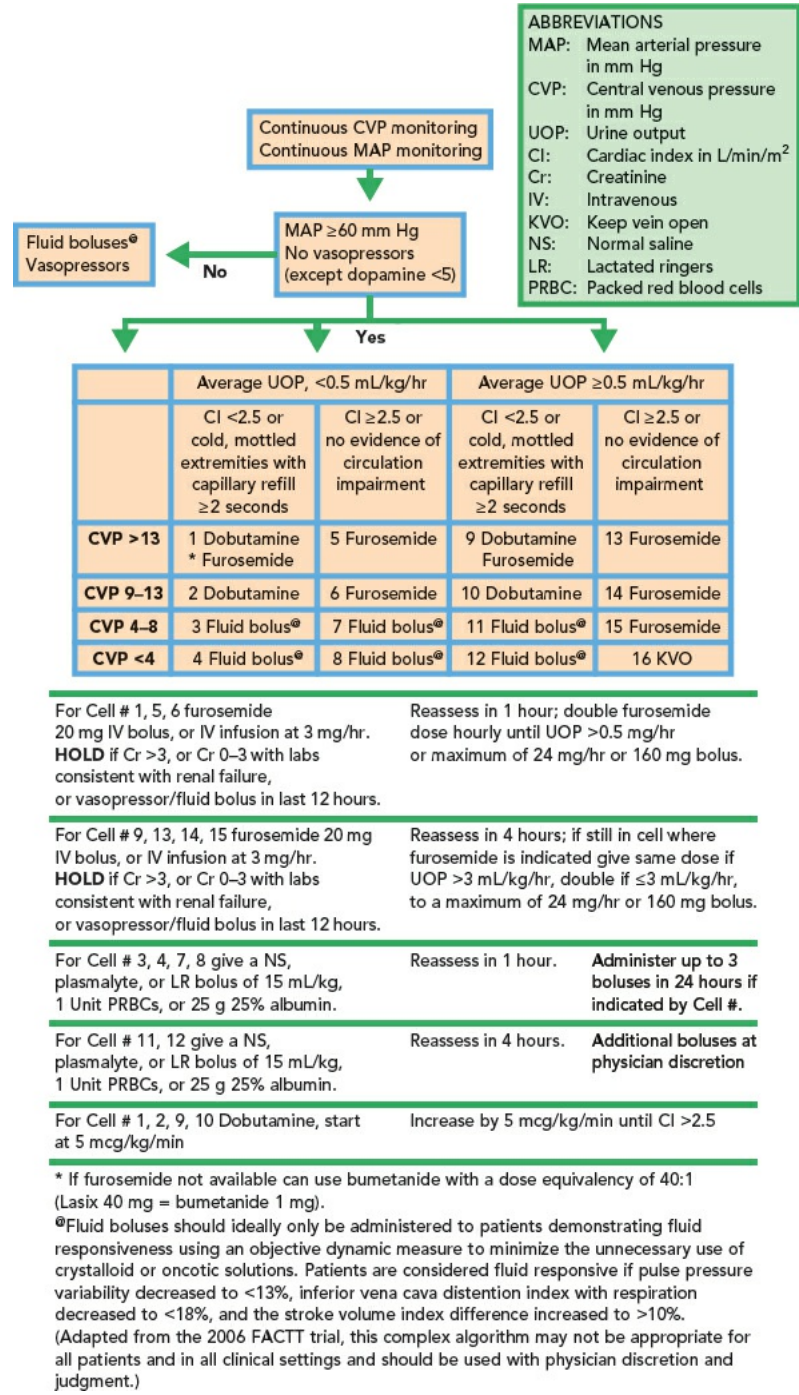 ABBREVIATIONS
MAP: Mean arterial pressure
in mm Hg
CVP: Central venous pressure
in mm Hg
UOP: Urine output
CI: Cardiac index in L/min/m²
Cr: Creatinine
IV: Intravenous
KVO: Keep vein open
NS: Normal saline
LR: Lactated ringers
PRBC: Packed red blood cells
Continuous CVP monitoring
Continuous MAP monitoring
MAP ≥60 mm Hg
No vasopressors
(except dopamine <5)
No
Fluid boluses@
Vasopressors
Yes
Average UOP, <0.5 mL/kg/hr
Average UOP ≥0.5 mL/kg/hr
CI <2.5 or
cold, mottled
extremities with
capillary refill
≥2 seconds
CI ≥2.5 or
no evidence of
circulation
impairment
CI <2.5 or
cold, mottled
extremities with
capillary refill
≥2 seconds
CI ≥2.5 or
no evidence of
circulation
impairment
CVP >13
1 Dobutamine
* Furosemide
5 Furosemide
9 Dobutamine
Furosemide
13 Furosemide
CVP 9–13
2 Dobutamine
6 Furosemide
10 Dobutamine
14 Furosemide
CVP 4–8
3 Fluid bolus@
7 Fluid bolus@
11 Fluid bolus@
15 Furosemide
CVP <4
4 Fluid bolus@
8 Fluid bolus@
12 Fluid bolus@
16 KVO
For Cell # 1, 5, 6 furosemide
20 mg IV bolus, or IV infusion at 3 mg/hr.
HOLD if Cr >3, or Cr 0–3 with labs
consistent with renal failure,
or vasopressor/fluid bolus in last 12 hours.
Reassess in 1 hour; double furosemide
dose hourly until UOP >0.5 mg/hr
or maximum of 24 mg/hr or 160 mg bolus.
For Cell # 9, 13, 14, 15 furosemide 20 mg
IV bolus, or IV infusion at 3 mg/hr.
HOLD if Cr >3, or Cr 0–3 with labs
consistent with renal failure,
or vasopressor/fluid bolus in last 12 hours.
Reassess in 4 hours; if still in cell where
furosemide is indicated give same dose if
UOP >3 mL/kg/hr, double if ≤3 mL/kg/hr,
to a maximum of 24 mg/hr or 160 mg bolus.
For Cell # 3, 4, 7, 8 give a NS,
plasmalyte, or LR bolus of 15 mL/kg,
1 Unit PRBCs, or 25 g 25% albumin.
Reassess in 1 hour.
Administer up to 3
boluses in 24 hours if
indicated by Cell #.
For Cell # 11, 12 give a NS,
plasmalyte, or LR bolus of 15 mL/kg,
1 Unit PRBCs, or 25 g 25% albumin.
Reassess in 4 hours.
Additional boluses at
physician discretion
For Cell # 1, 2, 9, 10 Dobutamine, start
at 5 mcg/kg/min
Increase by 5 mcg/kg/min until CI >2.5
* If furosemide not available can use bumetanide with a dose equivalency of 40:1
(Lasix 40 mg = bumetanide 1 mg).
@Fluid boluses should ideally only be administered to patients demonstrating fluid
responsiveness using an objective dynamic measure to minimize the unnecessary use of
crystalloid or oncotic solutions. Patients are considered fluid responsive if pulse pressure
variability decreased to <13%, inferior vena cava distention index with respiration
decreased to <18%, and the stroke volume index difference increased to >10%.
(Adapted from the 2006 FACTT trial, this complex algorithm may not be appropriate for
all patients and in all clinical settings and should be used with physician discretion and
judgment.)